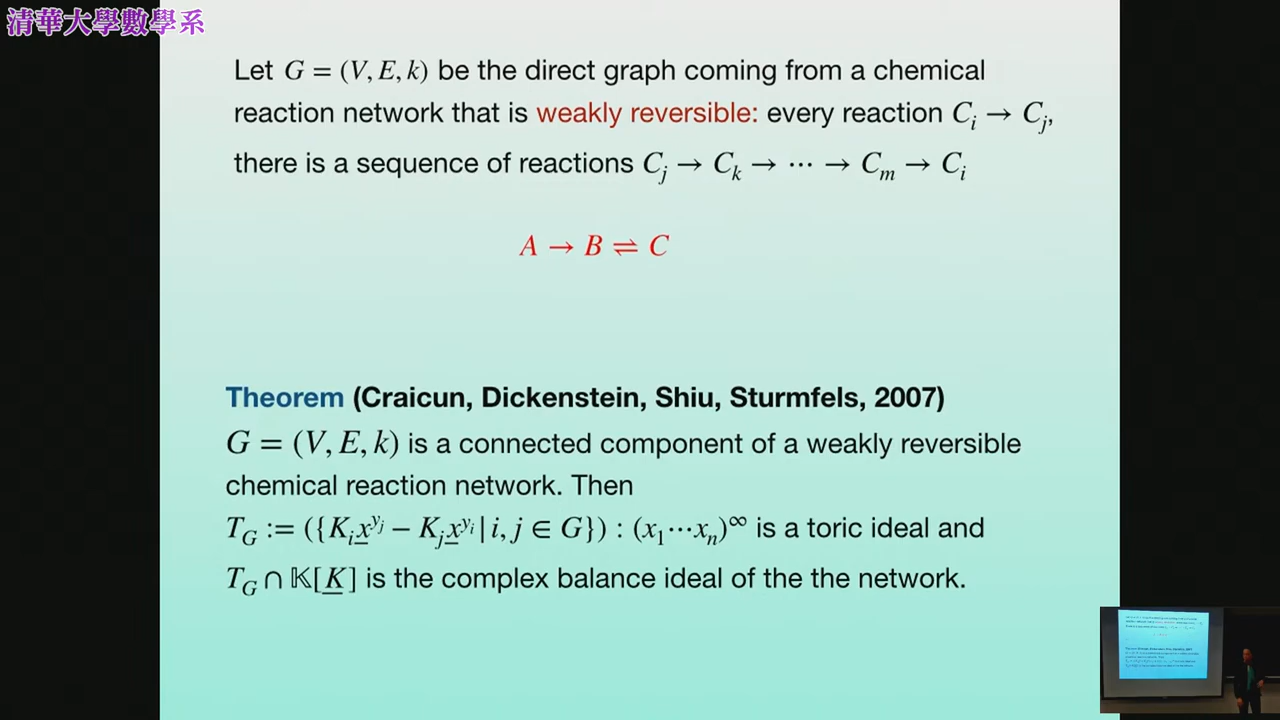 清華大學數學系
Let G = (V, E, k) be the direct graph coming from a chemical
reaction network that is weakly reversible: every reaction C_i → C_j,
there is a sequence of reactions C_j → C_k → ⋯ → C_m → C_i
A → B ⇌ C
Theorem (Craicun, Dickenstein, Shiu, Sturmfels, 2007)
G = (V, E, k) is a connected component of a weakly reversible
chemical reaction network. Then
T_G := ({K_i x^{y_j} − K_j x^{y_i} | i, j ∈ G}) : (x_1⋯x_n)^∞ is a toric ideal and
T_G ∩ 𝕂[K] is the complex balance ideal of the the network.